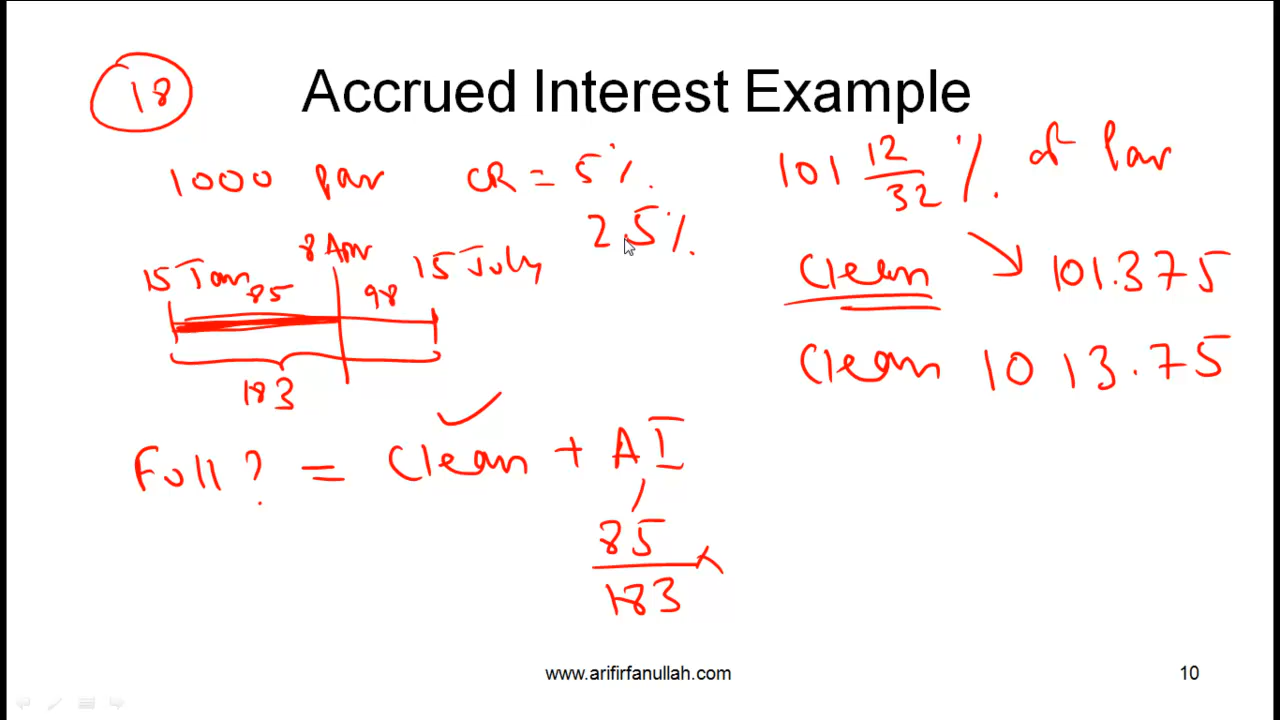 18
Accrued Interest Example
1000 par CR = 5%
2.5%
101 12/32 % of Par
15 Jan 8 Apr 15 July
85 98
183
Clean 101.375
Clean 1013.75
Full? = Clean + AI
85
183 ×
www.arifirfanullah.com
10